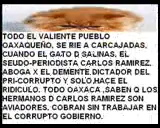 TODO EL VALIENTE PUEBLO
OAXAQUEÑO, SE RIE A CARCAJADAS,
CUANDO EL GATO D SALINAS, EL
SEUDO-PERIODISTA CARLOS RAMIREZ.
ABOGA X EL DEMENTE,DICTADOR DEL
PRI-CORRUPTO Y SOLO HACE EL
RIDICULO. TODO OAXACA ,SABEN Q LOS
HERMANOS D CARLOS RAMIREZ SON
AVIADORES, COBRAN SIN TRABAJAR EN
EL CORRUPTO GOBIERNO.